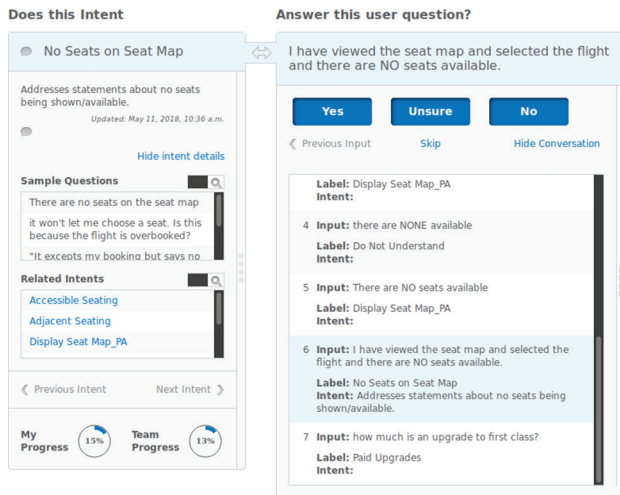 Does this Intent
Answer this user question?
No Seats on Seat Map
Addresses statements about no seats
being shown/available.
Updated: May 11, 2018, 10:36 a.m.
Hide intent details
Sample Questions
There are no seats on the seat map
it won't let me choose a seat. Is this
because the flight is overbooked?
"It excepts my booking but says no
Related Intents
Accessible Seating
Adjacent Seating
Display Seat Map_PA
Previous Intent
Next Intent
My
Progress
15%
Team
Progress
13%
I have viewed the seat map and selected the flight
and there are NO seats available.
Yes
Unsure
No
Previous Input
Skip
Hide Conversation
Label: Display Seat Map_PA
Intent:
4 Input: there are NONE available
Label: Do Not Understand
Intent:
5 Input: There are NO seats available
Label: Display Seat Map_PA
Intent:
6 Input: I have viewed the seat map and selected the
flight and there are NO seats available.
Label: No Seats on Seat Map
Intent: Addresses statements about no seats being
shown/available.
7 Input: how much is an upgrade to first class?
Label: Paid Upgrades
Intent: